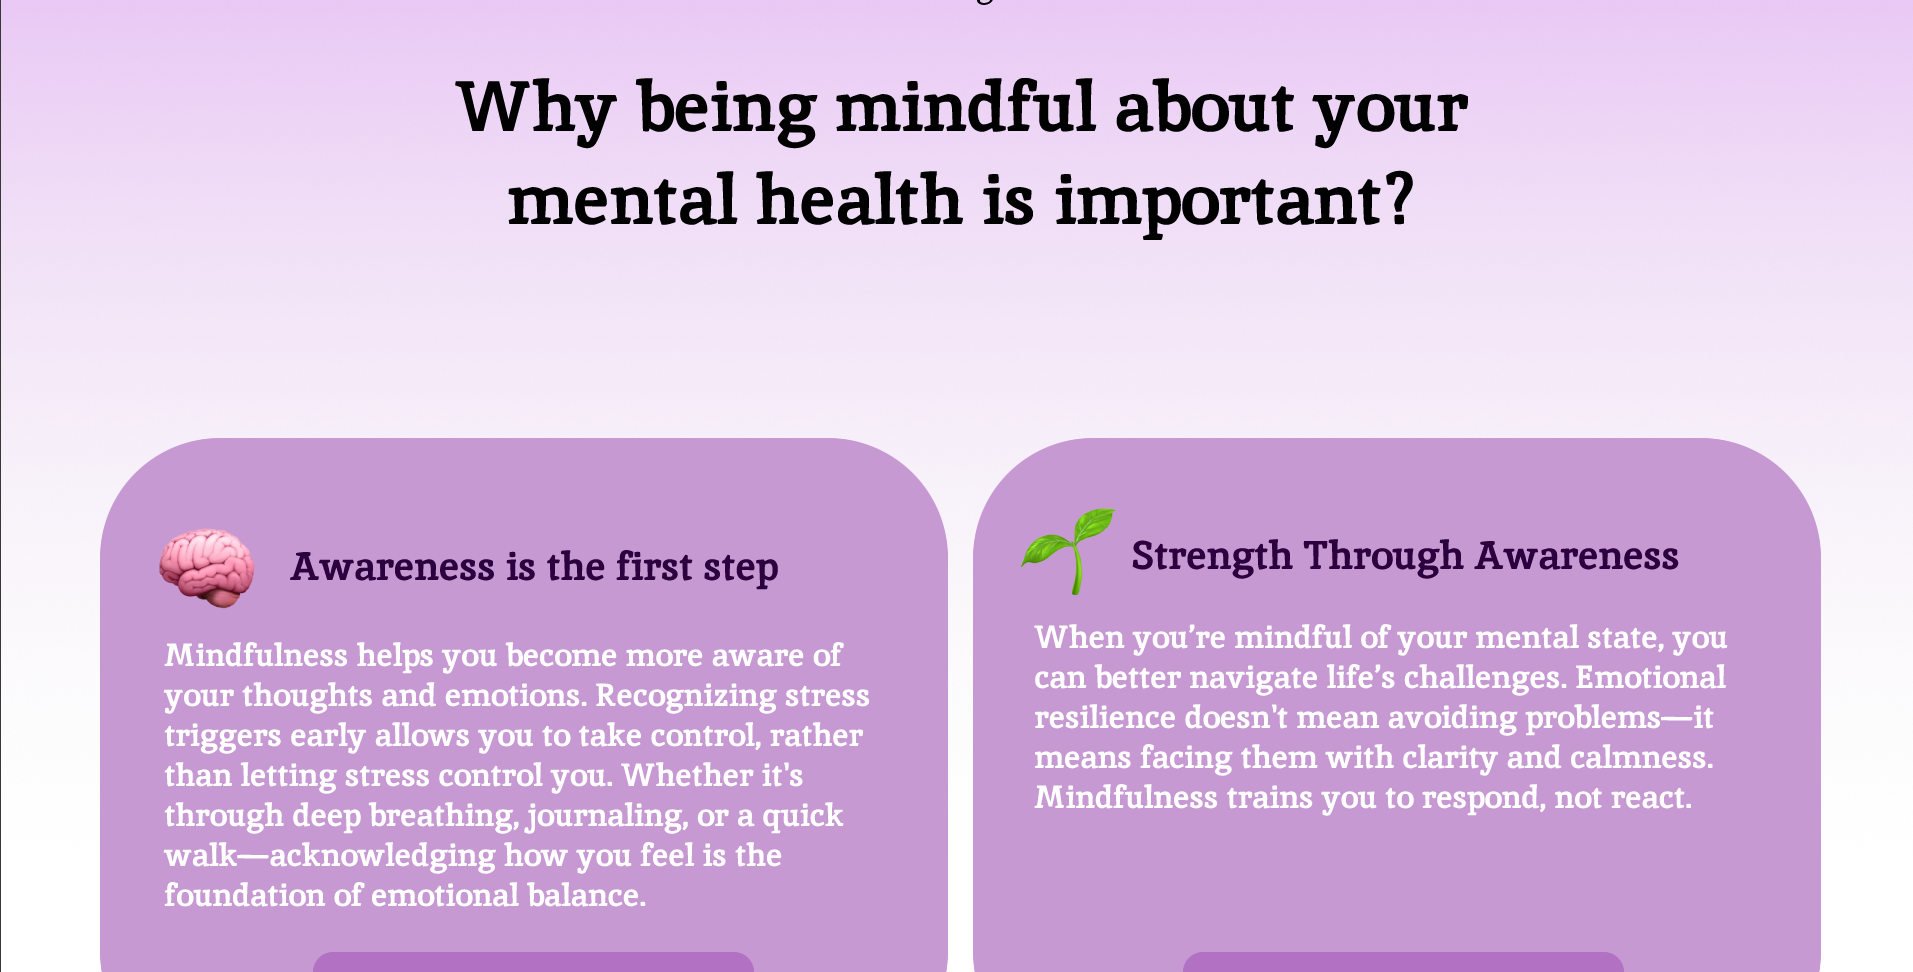 Why being mindful about your
mental health is important?
Awareness is the first step
Mindfulness helps you become more aware of
your thoughts and emotions. Recognizing stress
triggers early allows you to take control, rather
than letting stress control you. Whether it's
through deep breathing, journaling, or a quick
walk—acknowledging how you feel is the
foundation of emotional balance.
Strength Through Awareness
When you’re mindful of your mental state, you
can better navigate life’s challenges. Emotional
resilience doesn't mean avoiding problems—it
means facing them with clarity and calmness.
Mindfulness trains you to respond, not react.